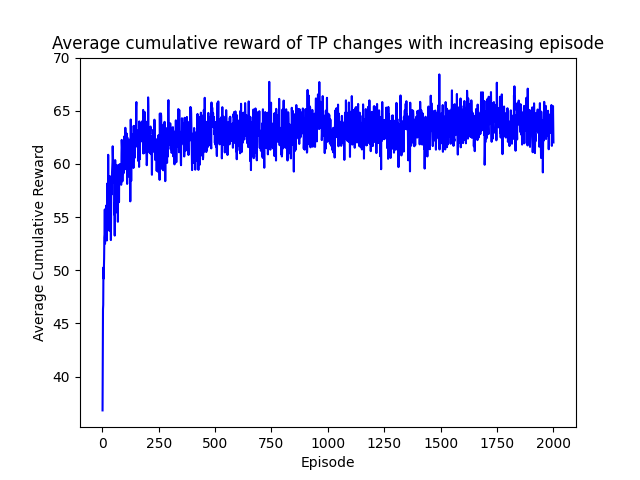 Average cumulative reward of TP changes with increasing episode
70
65
60
55
50
45
40
Average Cumulative Reward
0 250 500 750 1000 1250 1500 1750 2000
Episode